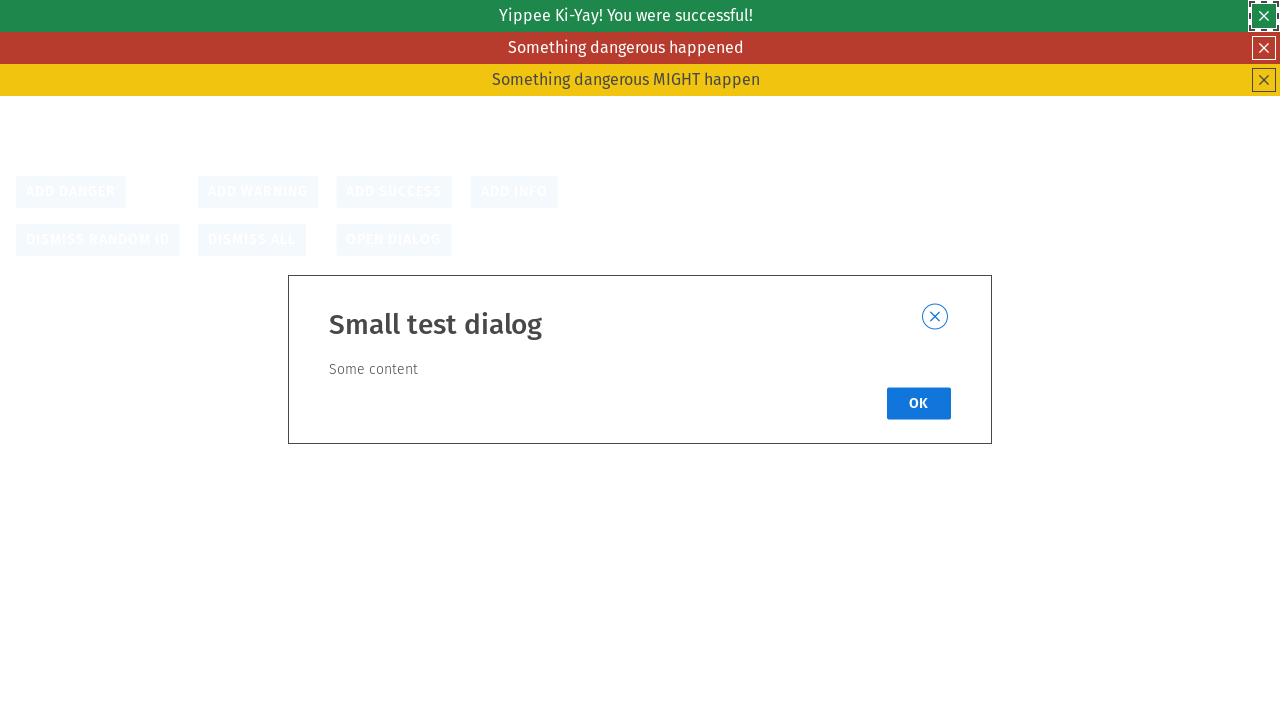 Yippee Ki-Yay! You were successful!
Something dangerous happened
Something dangerous MIGHT happen
ADD DANGER ADD WARNING ADD SUCCESS ADD INFO
DISMISS RANDOM ID DISMISS ALL OPEN DIALOG
Small test dialog
Some content
OK